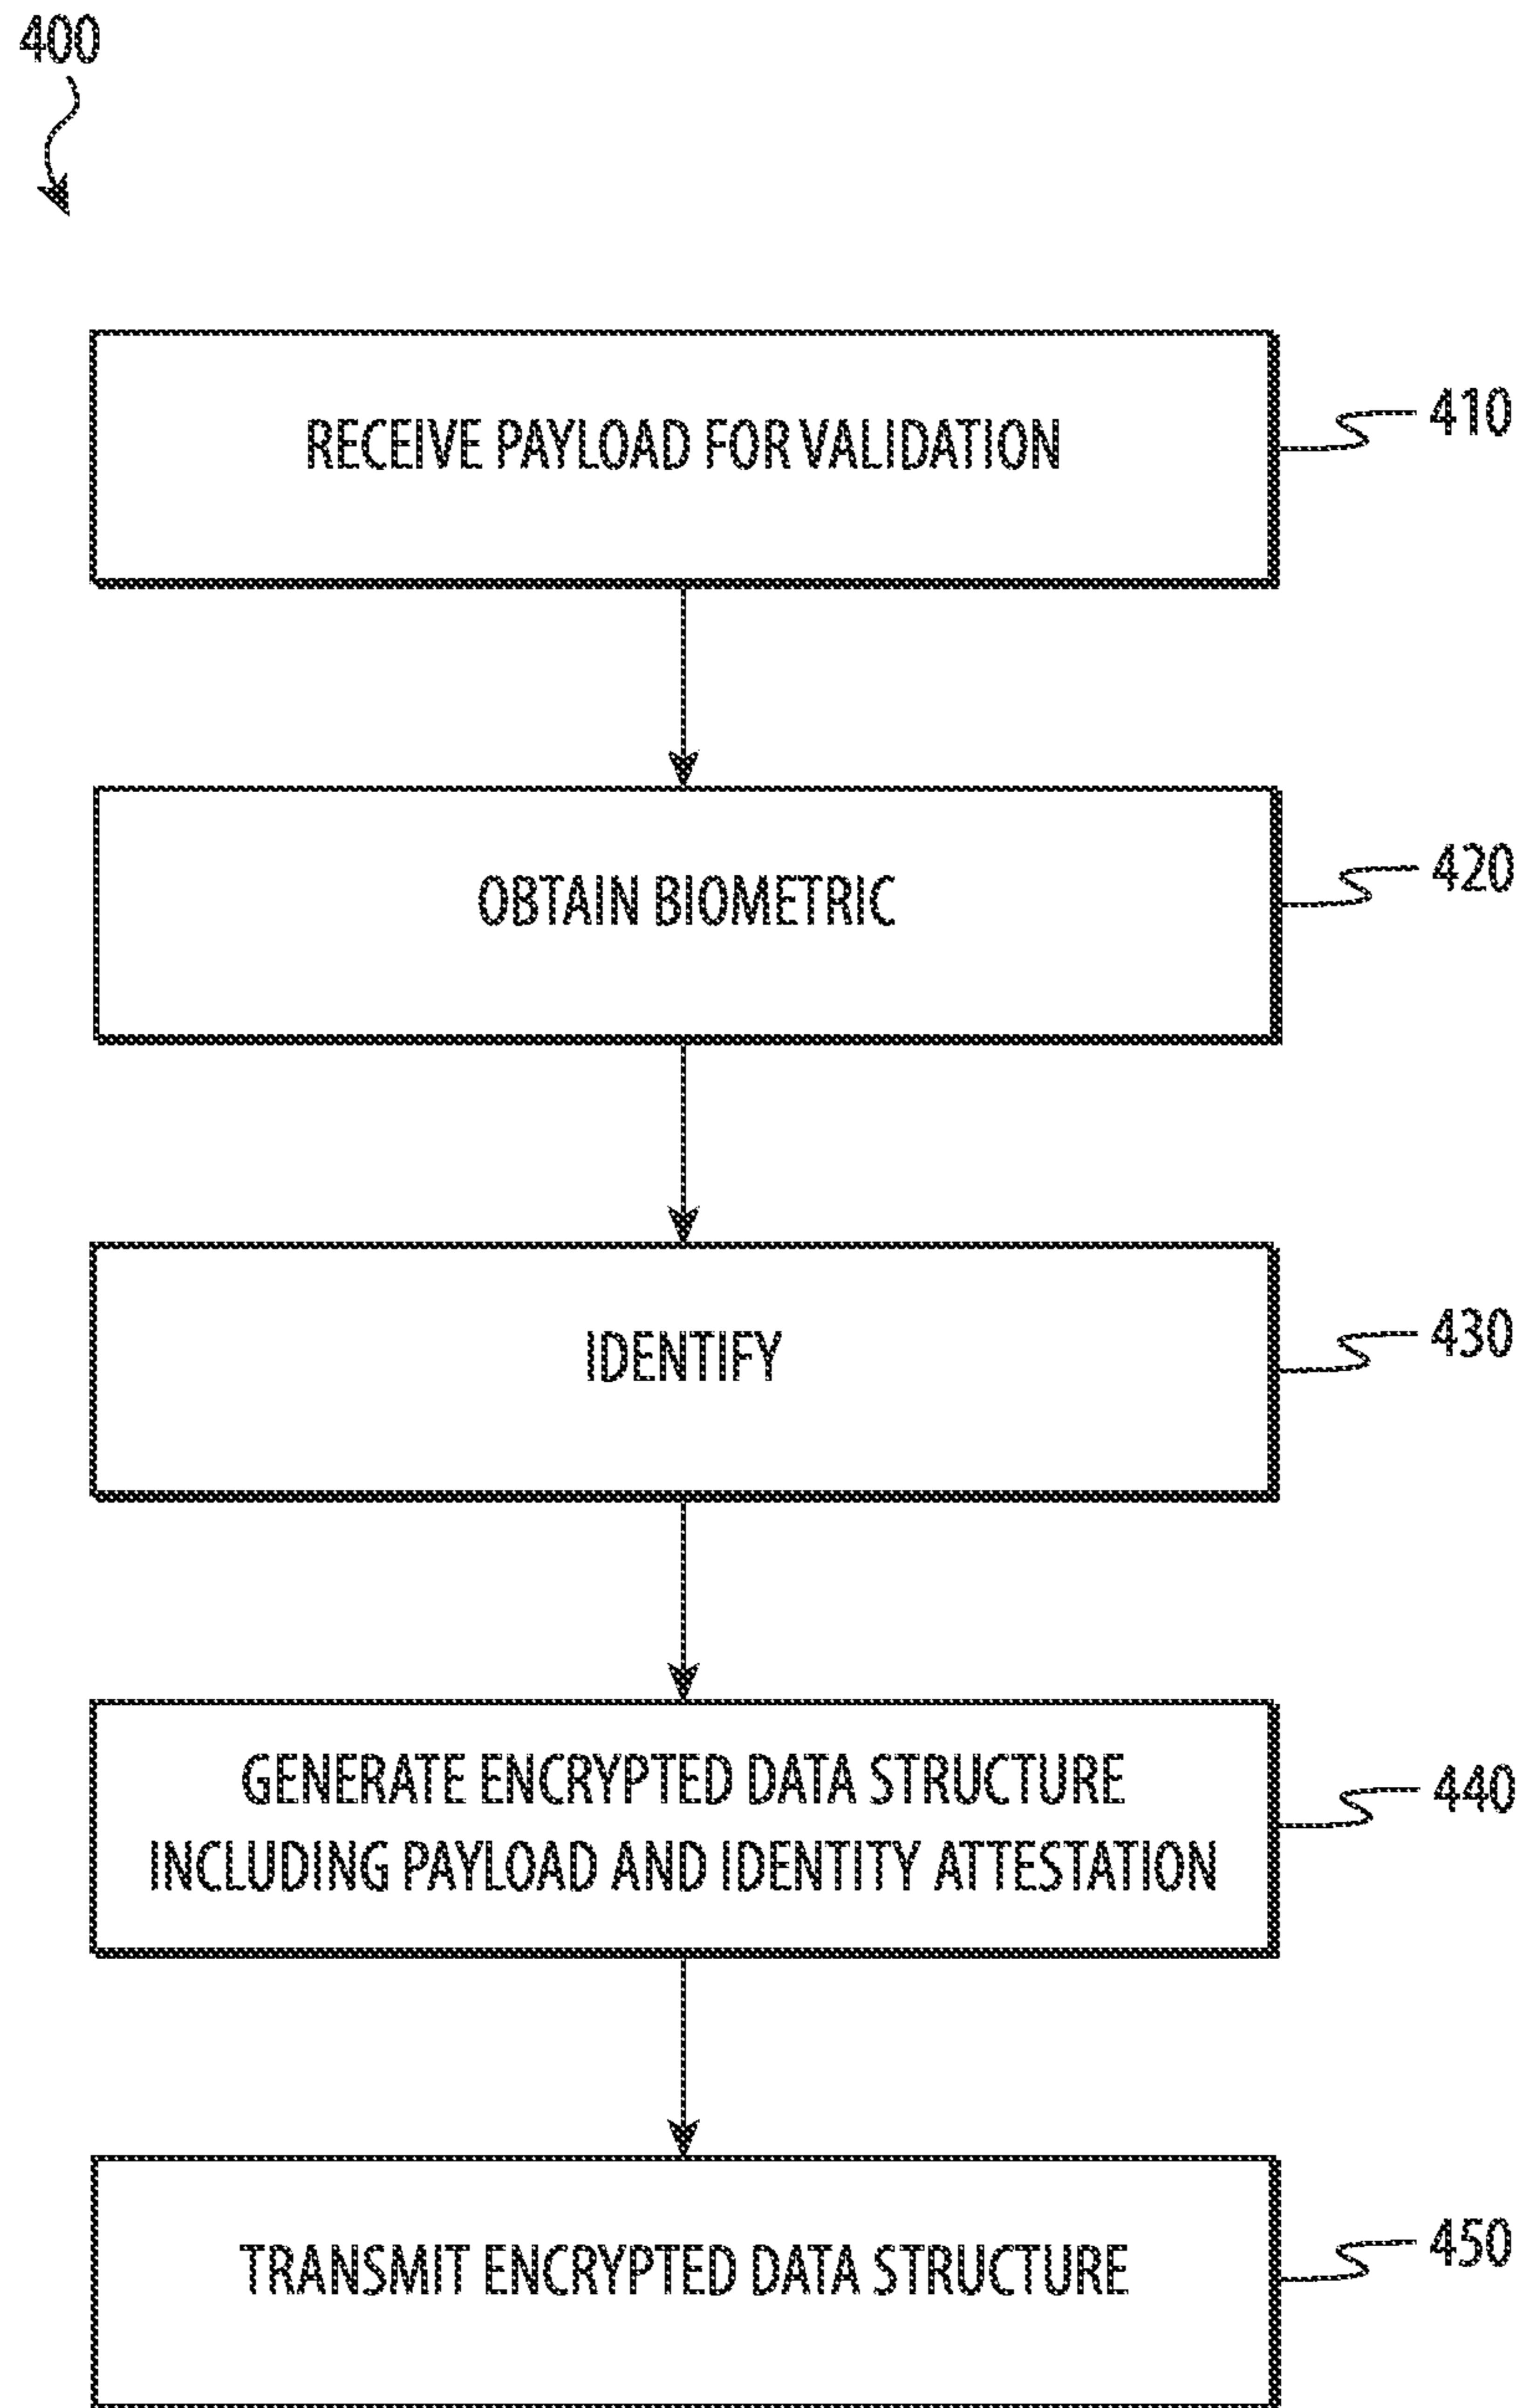 400
RECEIVE PAYLOAD FOR VALIDATION
410
OBTAIN BIOMETRIC
420
IDENTIFY
430
GENERATE ENCRYPTED DATA STRUCTURE
INCLUDING PAYLOAD AND IDENTITY ATTESTATION
440
TRANSMIT ENCRYPTED DATA STRUCTURE
450